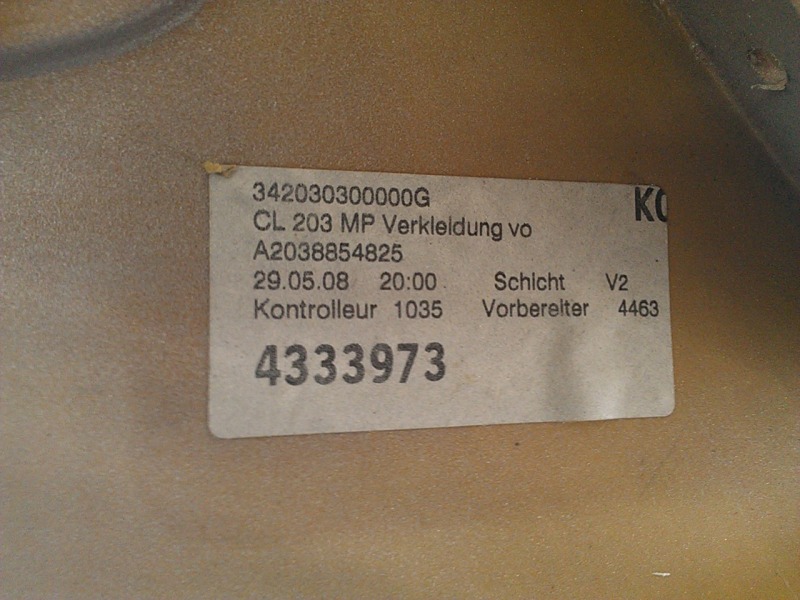 342030300000G
KO
CL 203 MP Verkleidung vo
A2038854825
29.05.08 20:00 Schicht V2
Kontrolleur 1035 Vorbereiter 4463
4333973